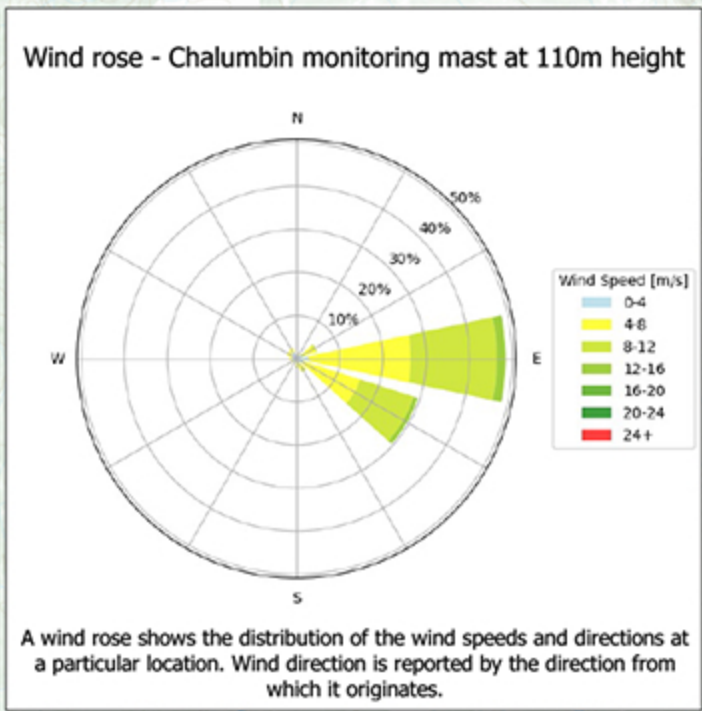 Wind rose - Chalumbin monitoring mast at 110m height
N
50%
40%
30%
20%
10%
W
E
S
Wind Speed [m/s]
0-4
4-8
8-12
12-16
16-20
20-24
24+
A wind rose shows the distribution of the wind speeds and directions at
a particular location. Wind direction is reported by the direction from
which it originates.